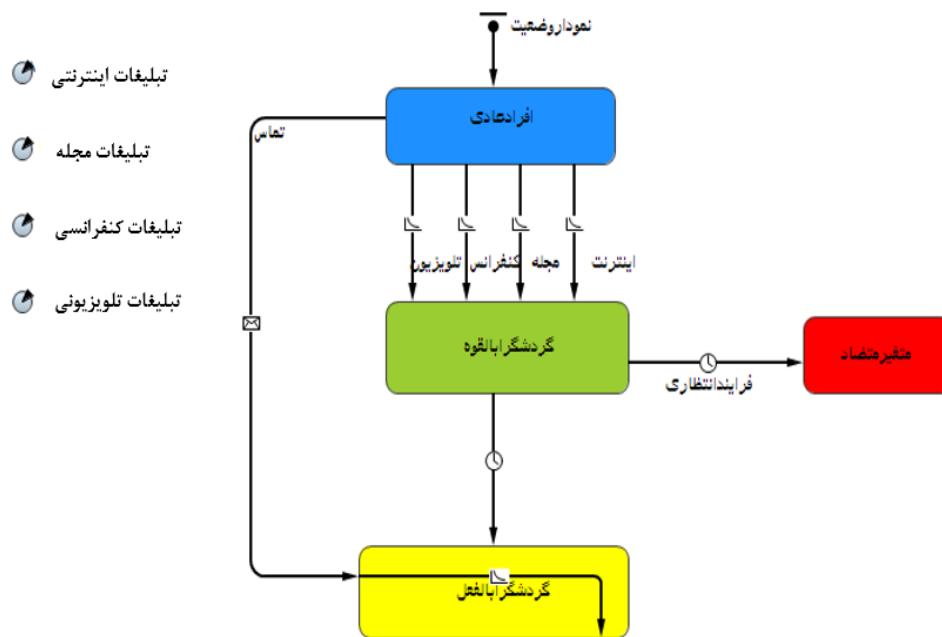 نمودار وضعیت
تبلیغات اینترنتی
افرادعادی
تماس
تبلیغات مجله
تبلیغات کنفرانسی
اینترنت
مجله
کنفرانس
تلویزیون
تبلیغات تلویزیونی
گردشگرابالقوه
متغیرمتضاد
فرایندانتظاری
گردشگرابالفعل